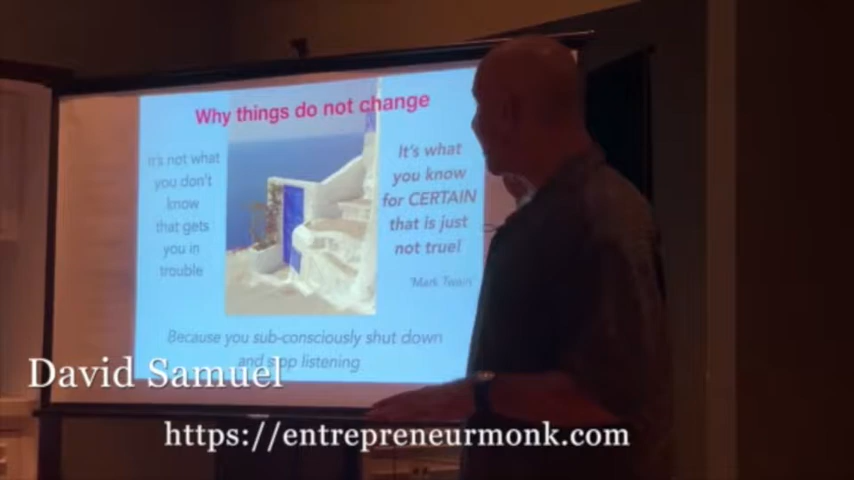 Why things do not change
It's not what
you don't
know
that gets
you in
trouble
It's what
you know
for CERTAIN
that is just
not true!
Mark Twain
Because you sub-consciously shut down
and stop listening
David Samuel
https://entrepreneurmonk.com